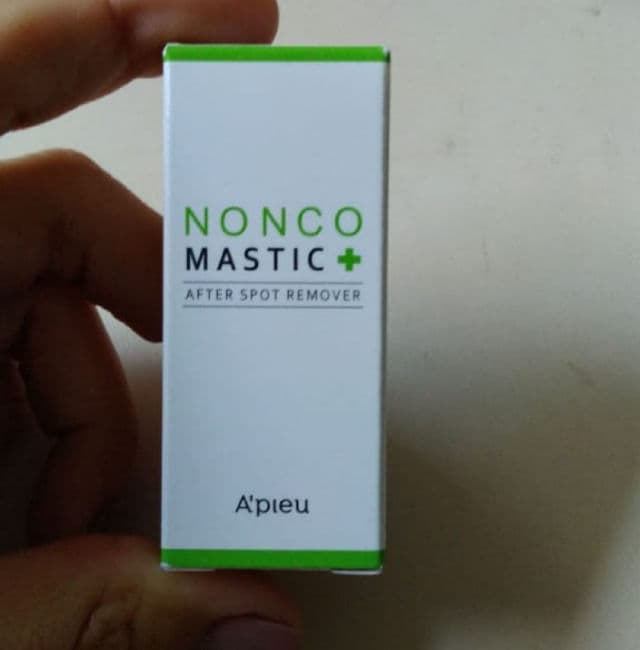 NONCO
MASTIC+
AFTER SPOT REMOVER
A'pieu